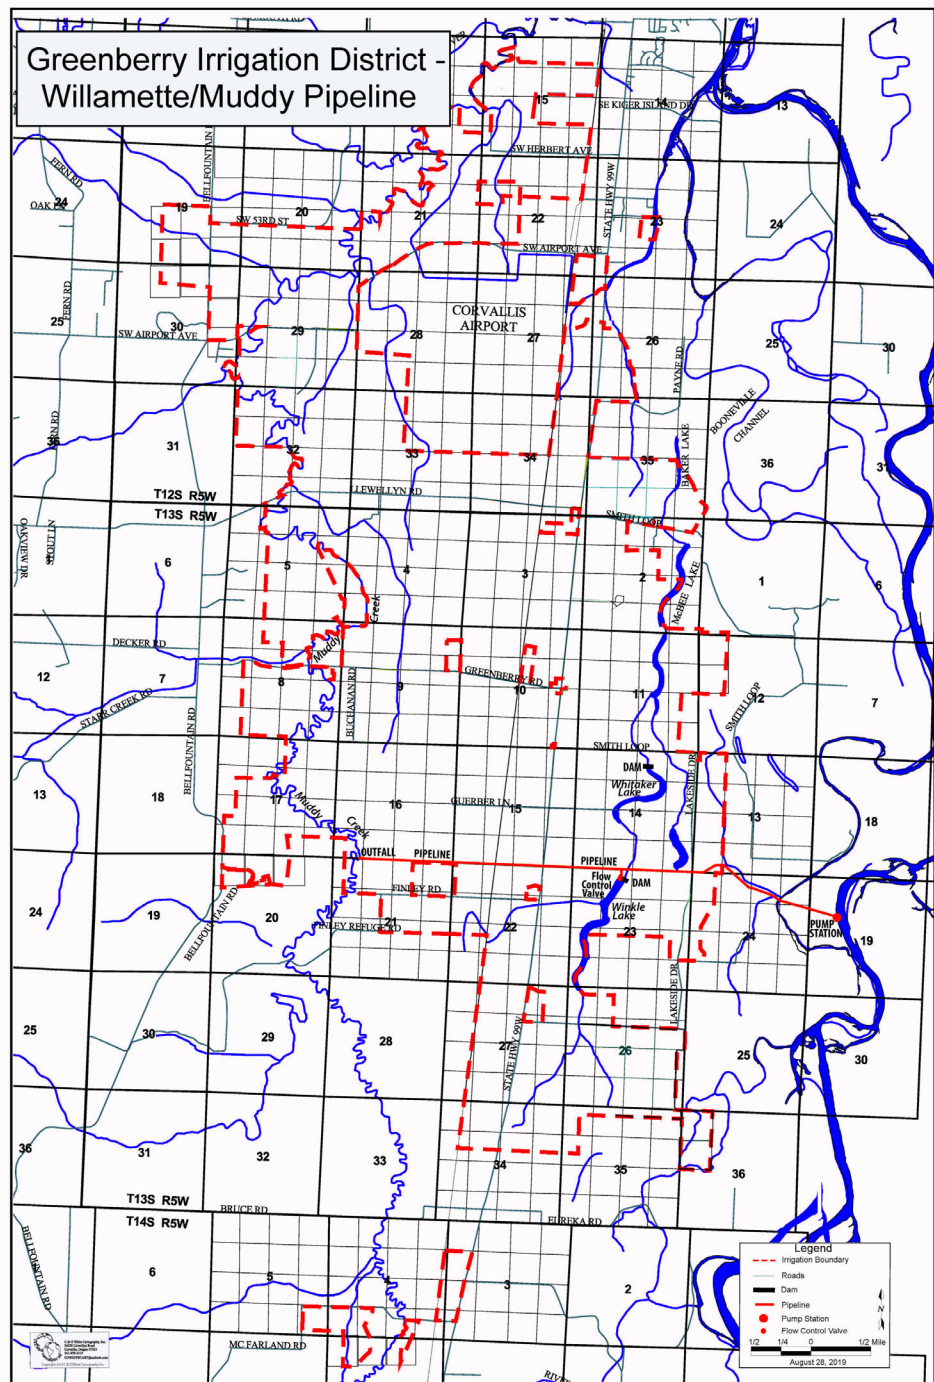 Greenberry Irrigation District -
Willamette/Muddy Pipeline
15
14
13
SE KIGER ISLAND DR
SW HERBERT AVE
FERN RD
BELLFOUNTAIN
STATE HWY 99W
24
OAK LN
19
20
SW 53RD ST
21
22
23
24
SW AIRPORT AVE
CORVALLIS
AIRPORT
FERN RD
25
30
SW AIRPORT AVE
29
28
27
26
25
30
PAYNE RD
BOONEVILLE
CHANNEL
36
31
32
33
34
35
BAKER LAKE
36
31
T12S R5W
T13S R5W
LLEWELLYN RD
SMITH LOOP
OAKVIEW DR
6
5
4
3
2
McBEE LAKE
1
6
Creek
Muddy
DECKER RD
12
7
STARR CREEK RD
8
BUCHANAN RD
9
GREENBERRY RD
10
11
12
SMITH LOOP
7
BELLFOUNTAIN RD
SMITH LOOP
DAM
LAKESIDE DR
Whitaker
Lake
13
18
17
Muddy
Creek
16
GUERBER LN
15
14
13
18
OUTFALL
PIPELINE
PIPELINE
Flow
Control
Valve
DAM
FINLEY RD
Winkle
Lake
24
19
BELLFOUNTAIN RD
20
21
FINLEY REFUGE RD
22
23
24
PUMP
STATION
19
LAKESIDE DR
25
30
29
28
27
STATE HWY 99W
26
25
30
36
31
32
33
34
35
36
T13S R5W
T14S R5W
BRUCE RD
EUREKA RD
BELLFOUNTAIN RD
6
5
4
3
2
MC FARLAND RD
Legend
Irrigation Boundary
Roads
Dam
Pipeline
Pump Station
Flow Control Valve
N
1/2 1/4 0 1/2 Mile
August 28, 2019